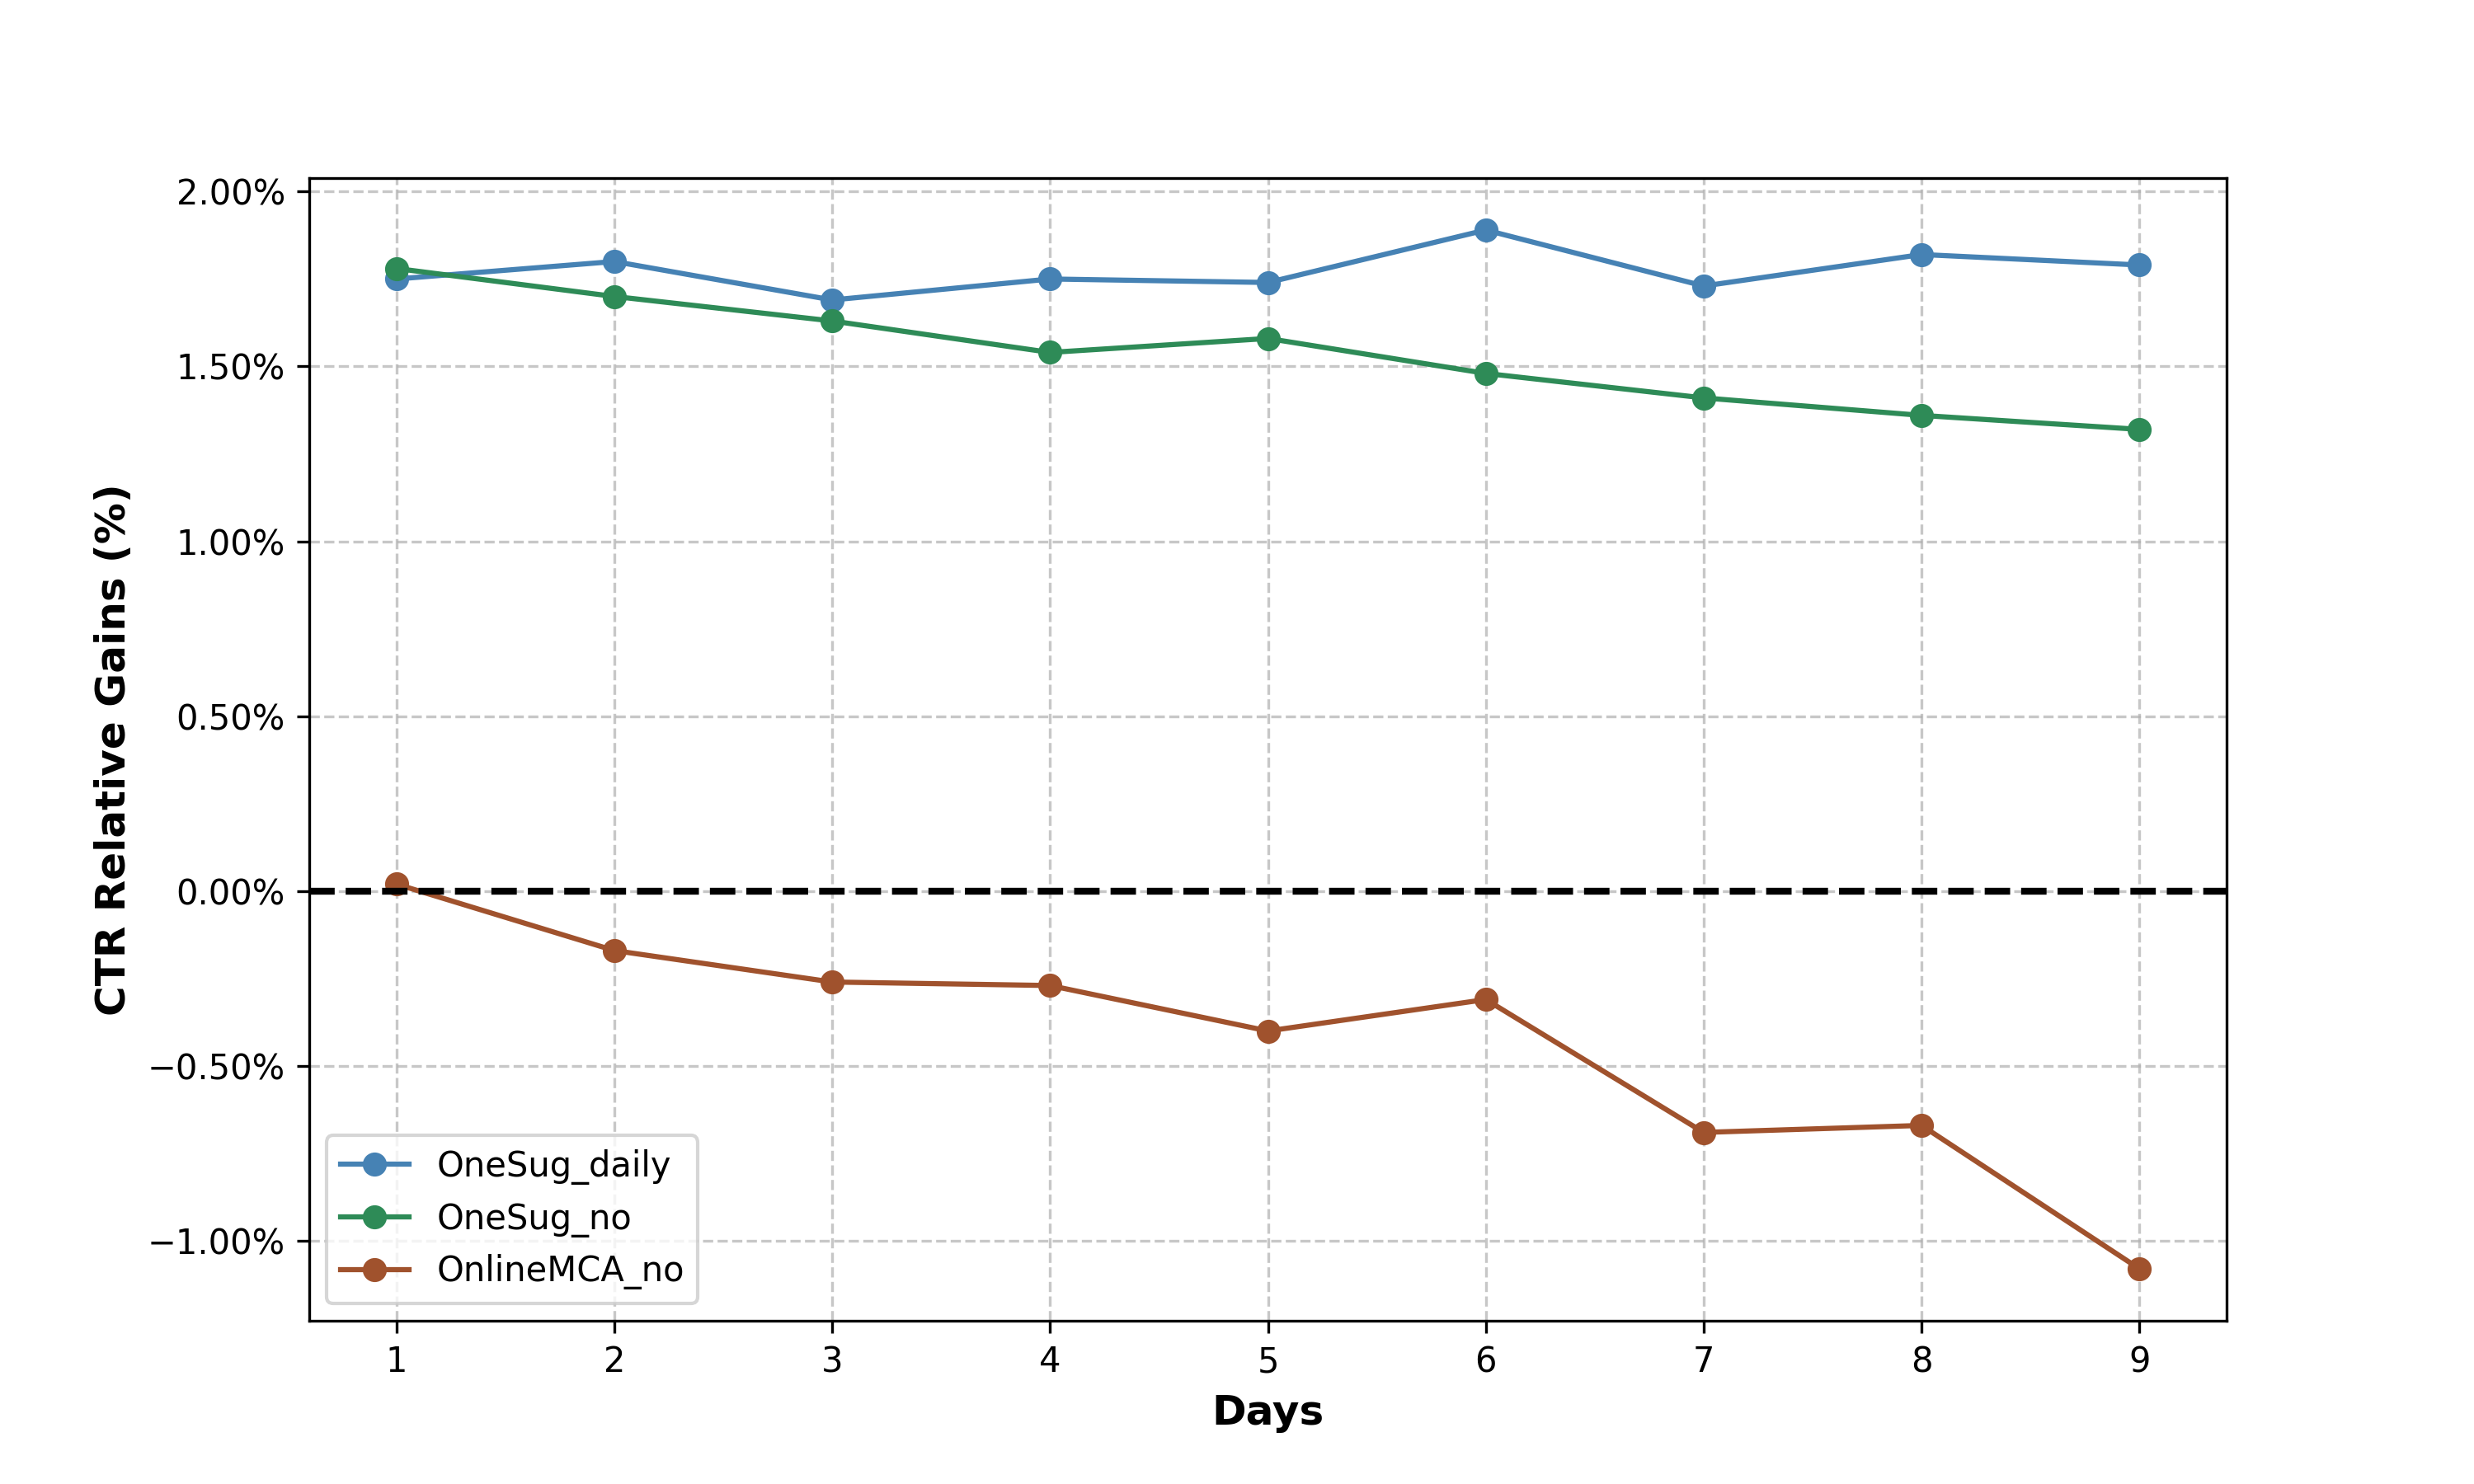 2.00%
1.50%
1.00%
0.50%
0.00%
−0.50%
−1.00%
CTR Relative Gains (%)
OneSug_daily
OneSug_no
OnlineMCA_no
1 2 3 4 5 6 7 8 9
Days